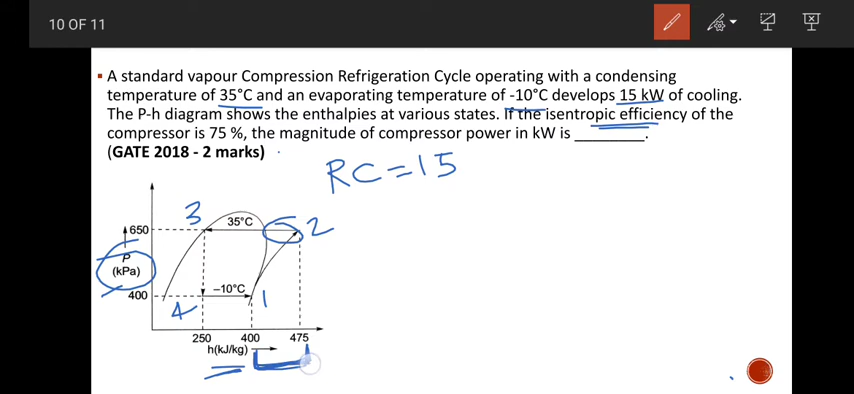 10 OF 11
▪ A standard vapour Compression Refrigeration Cycle operating with a condensing
temperature of 35°C and an evaporating temperature of -10°C develops 15 kW of cooling.
The P-h diagram shows the enthalpies at various states. If the isentropic efficiency of the
compressor is 75 %, the magnitude of compressor power in kW is ________.
(GATE 2018 - 2 marks)
RC=15
3
35°C
2
650
P
(kPa)
-10°C
1
400
4
250 400 475
h(kJ/kg)